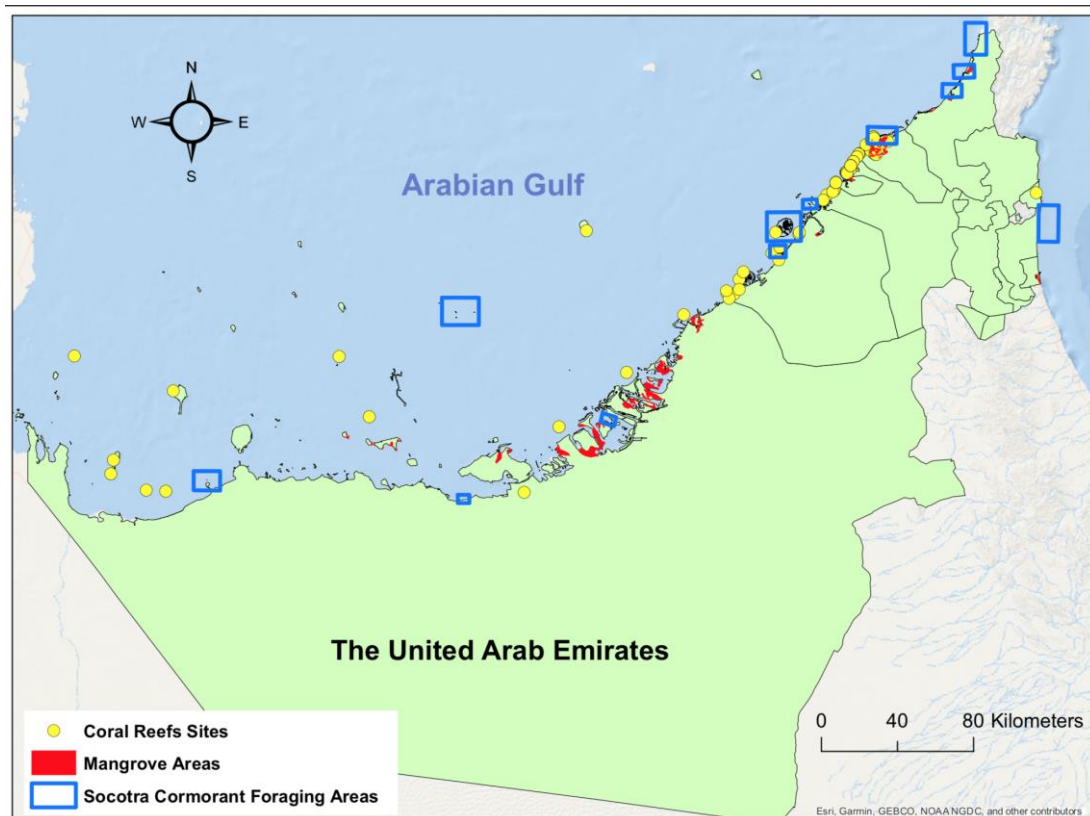 N
W E
S
Arabian Gulf
The United Arab Emirates
Coral Reefs Sites
Mangrove Areas
Socotra Cormorant Foraging Areas
0 40 80 Kilometers
Esri, Garmin, GEBCO, NOAA NGDC, and other contributors